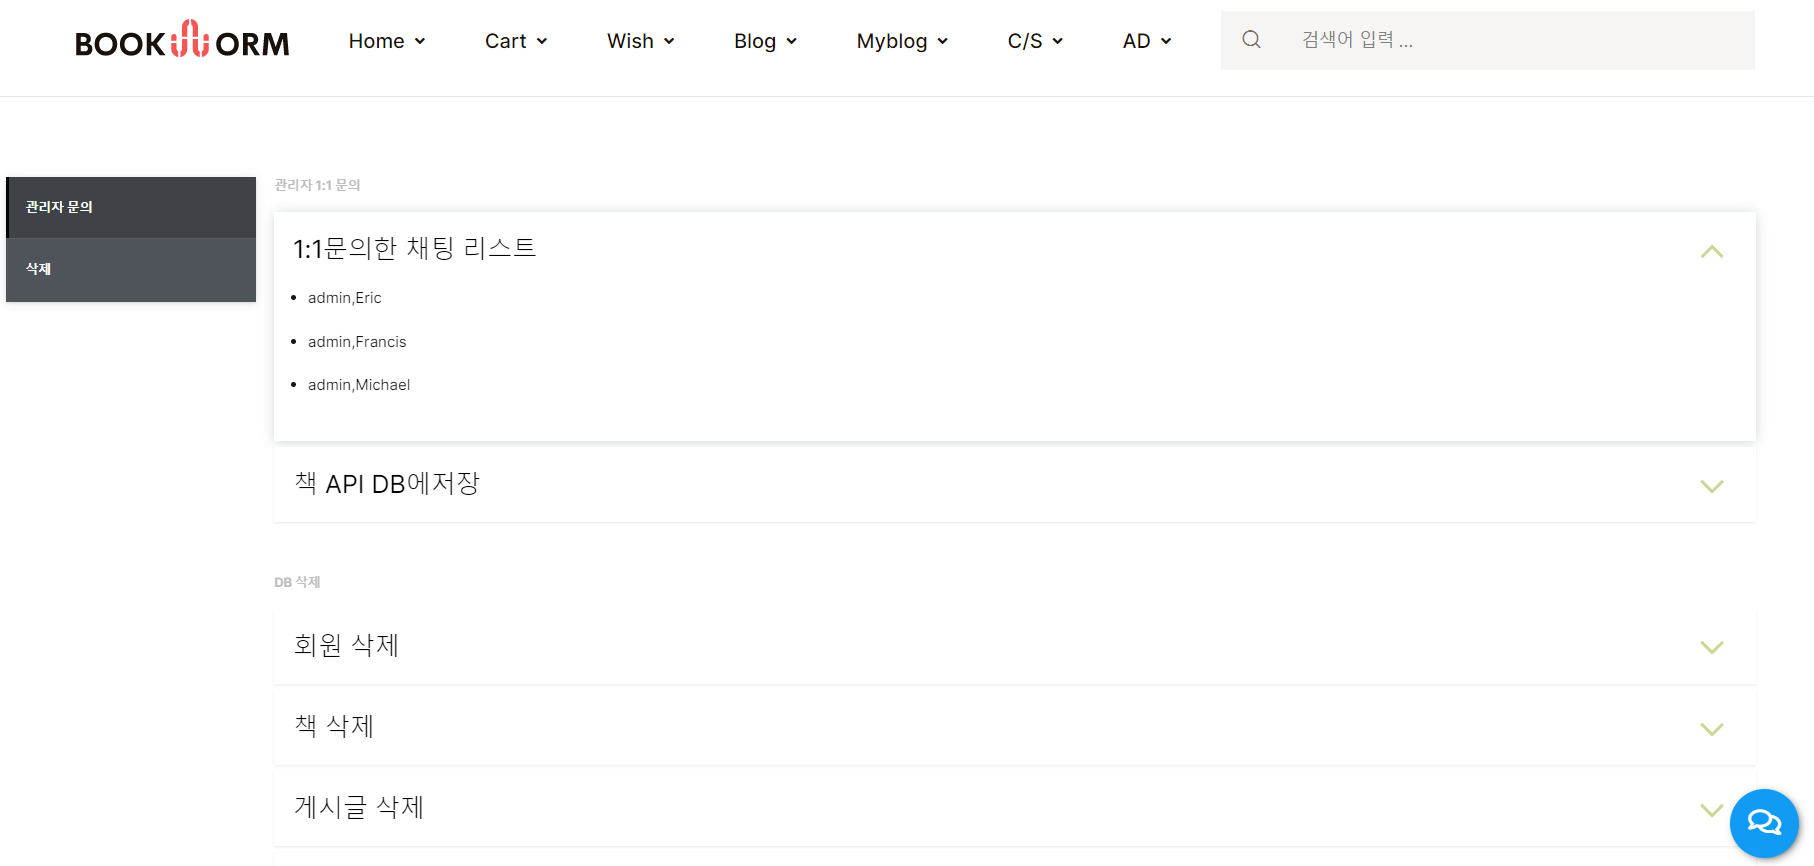 BOOKWORM
Home
Cart
Wish
Blog
Myblog
C/S
AD
검색어 입력 ...
관리자 문의
삭제
관리자 1:1 문의
1:1문의한 채팅 리스트
admin,Eric
admin,Francis
admin,Michael
책 API DB에저장
DB 삭제
회원 삭제
책 삭제
게시글 삭제